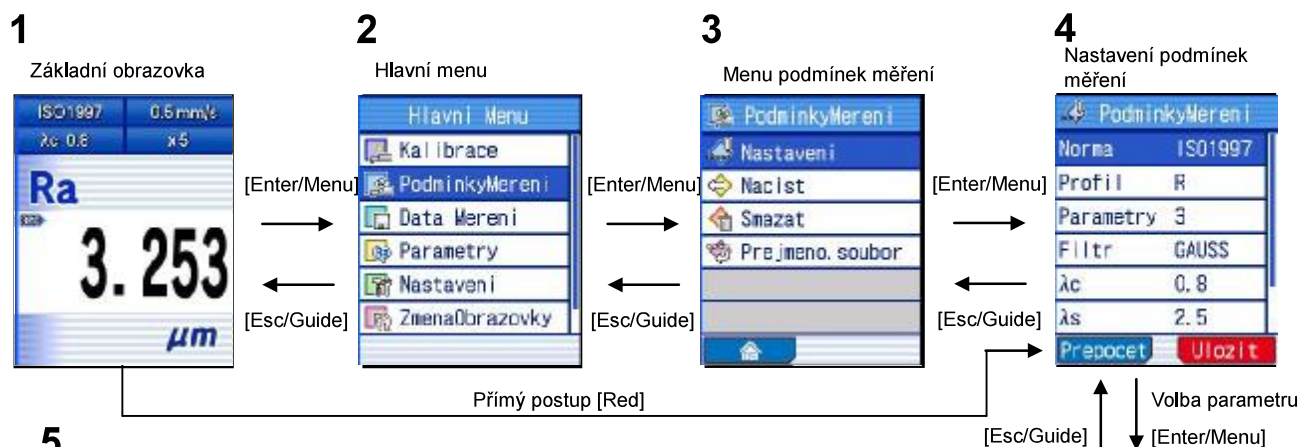 1
Základní obrazovka
ISO1997 0.5mm/s
λc 0.8 x5
Ra
3. 253
µm
[Enter/Menu]
[Esc/Guide]
2
Hlavní menu
Hlavni Menu
Kalibrace
PodminkyMereni
Data Mereni
Parametry
Nastaveni
ZmenaObrazovky
[Enter/Menu]
[Esc/Guide]
3
Menu podmínek měření
PodminkyMereni
Nastaveni
Nacist
Smazat
Prejmeno.soubor
[Enter/Menu]
[Esc/Guide]
4
Nastavení podmínek
měření
PodminkyMereni
Norma ISO1997
Profil R
Parametry 3
Filtr GAUSS
λc 0.8
λs 2.5
Prepocet Ulozit
Přímý postup [Red]
Volba parametru
[Esc/Guide] [Enter/Menu]
5